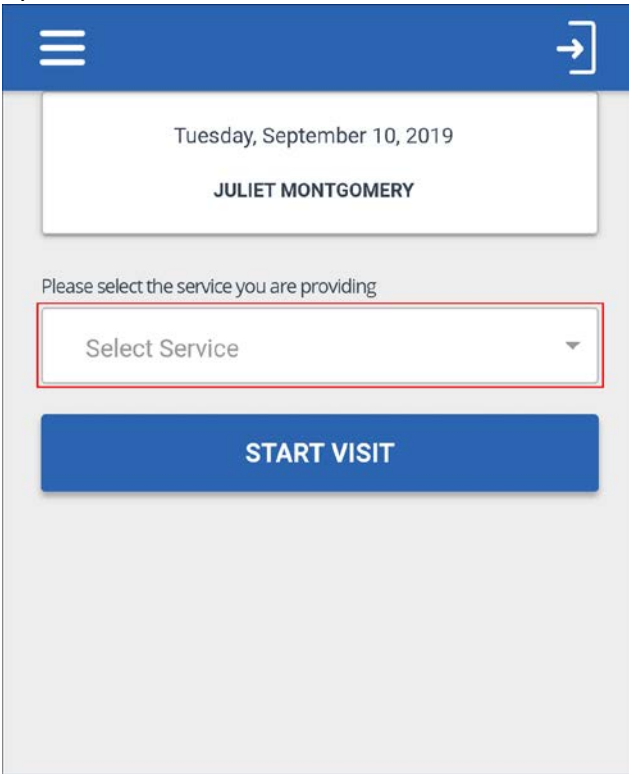 Tuesday, September 10, 2019
JULIET MONTGOMERY
Please select the service you are providing
Select Service
START VISIT